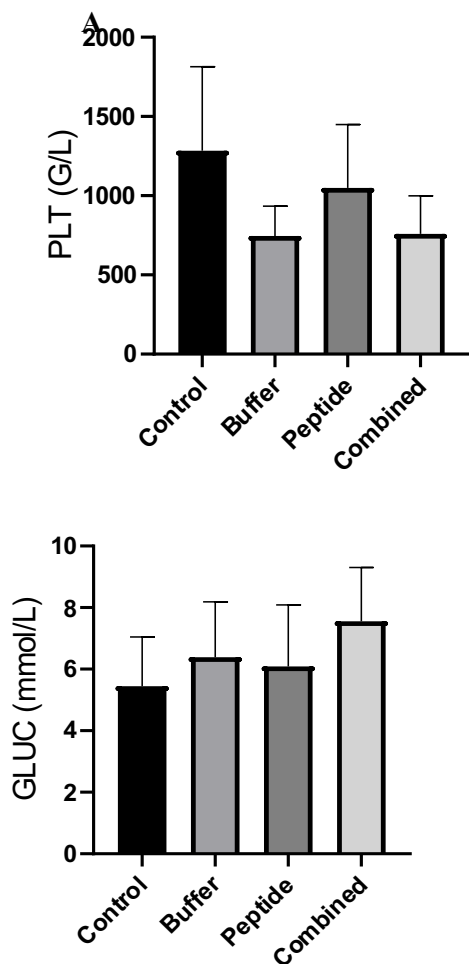 A
2000
1500
1000
500
0
PLT (G/L)
Control
Buffer
Peptide
Combined
10
8
6
4
2
0
GLUC (mmol/L)
Control
Buffer
Peptide
Combined